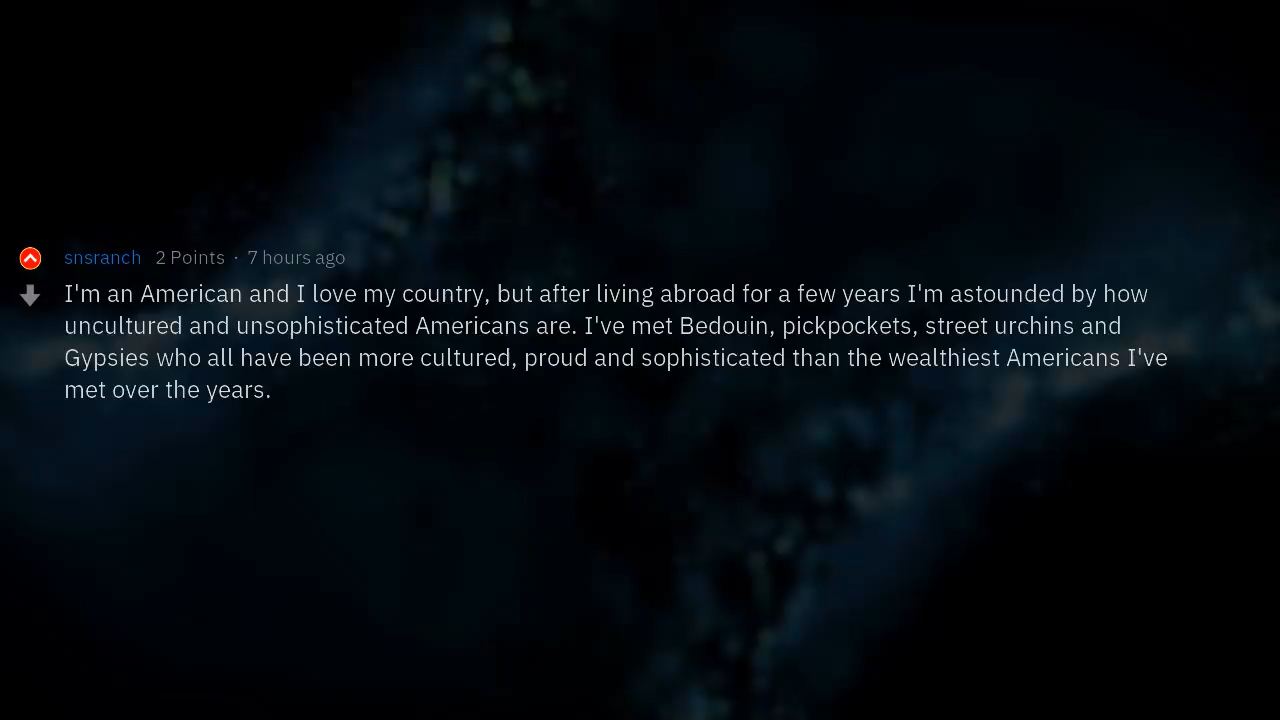 snsranch 2 Points · 7 hours ago
I'm an American and I love my country, but after living abroad for a few years I'm astounded by how
uncultured and unsophisticated Americans are. I've met Bedouin, pickpockets, street urchins and
Gypsies who all have been more cultured, proud and sophisticated than the wealthiest Americans I've
met over the years.